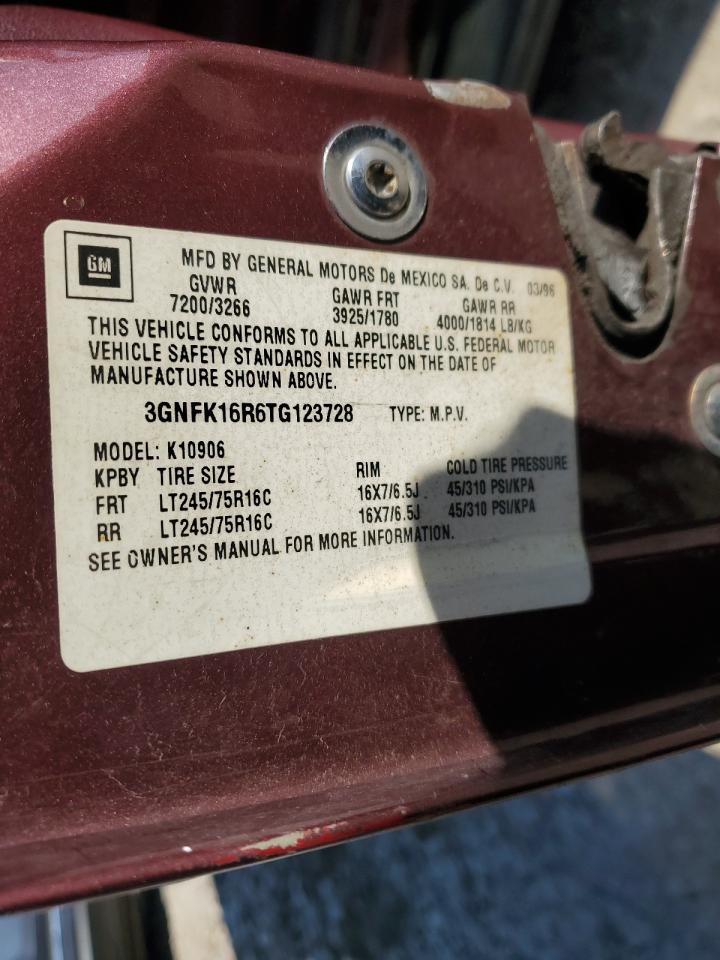 GM
MFD BY GENERAL MOTORS De MEXICO SA. De C.V. 03/96
GVWR GAWR FRT GAWR RR
7200/3266 3925/1780 4000/1814 LB/KG
THIS VEHICLE CONFORMS TO ALL APPLICABLE U.S. FEDERAL MOTOR
VEHICLE SAFETY STANDARDS IN EFFECT ON THE DATE OF
MANUFACTURE SHOWN ABOVE.
3GNFK16R6TG123728 TYPE: M.P.V.
MODEL: K10906
KPBY TIRE SIZE RIM COLD TIRE PRESSURE
FRT LT245/75R16C 16X7/6.5J 45/310 PSI/KPA
RR LT245/75R16C 16X7/6.5J 45/310 PSI/KPA
SEE OWNER'S MANUAL FOR MORE INFORMATION.